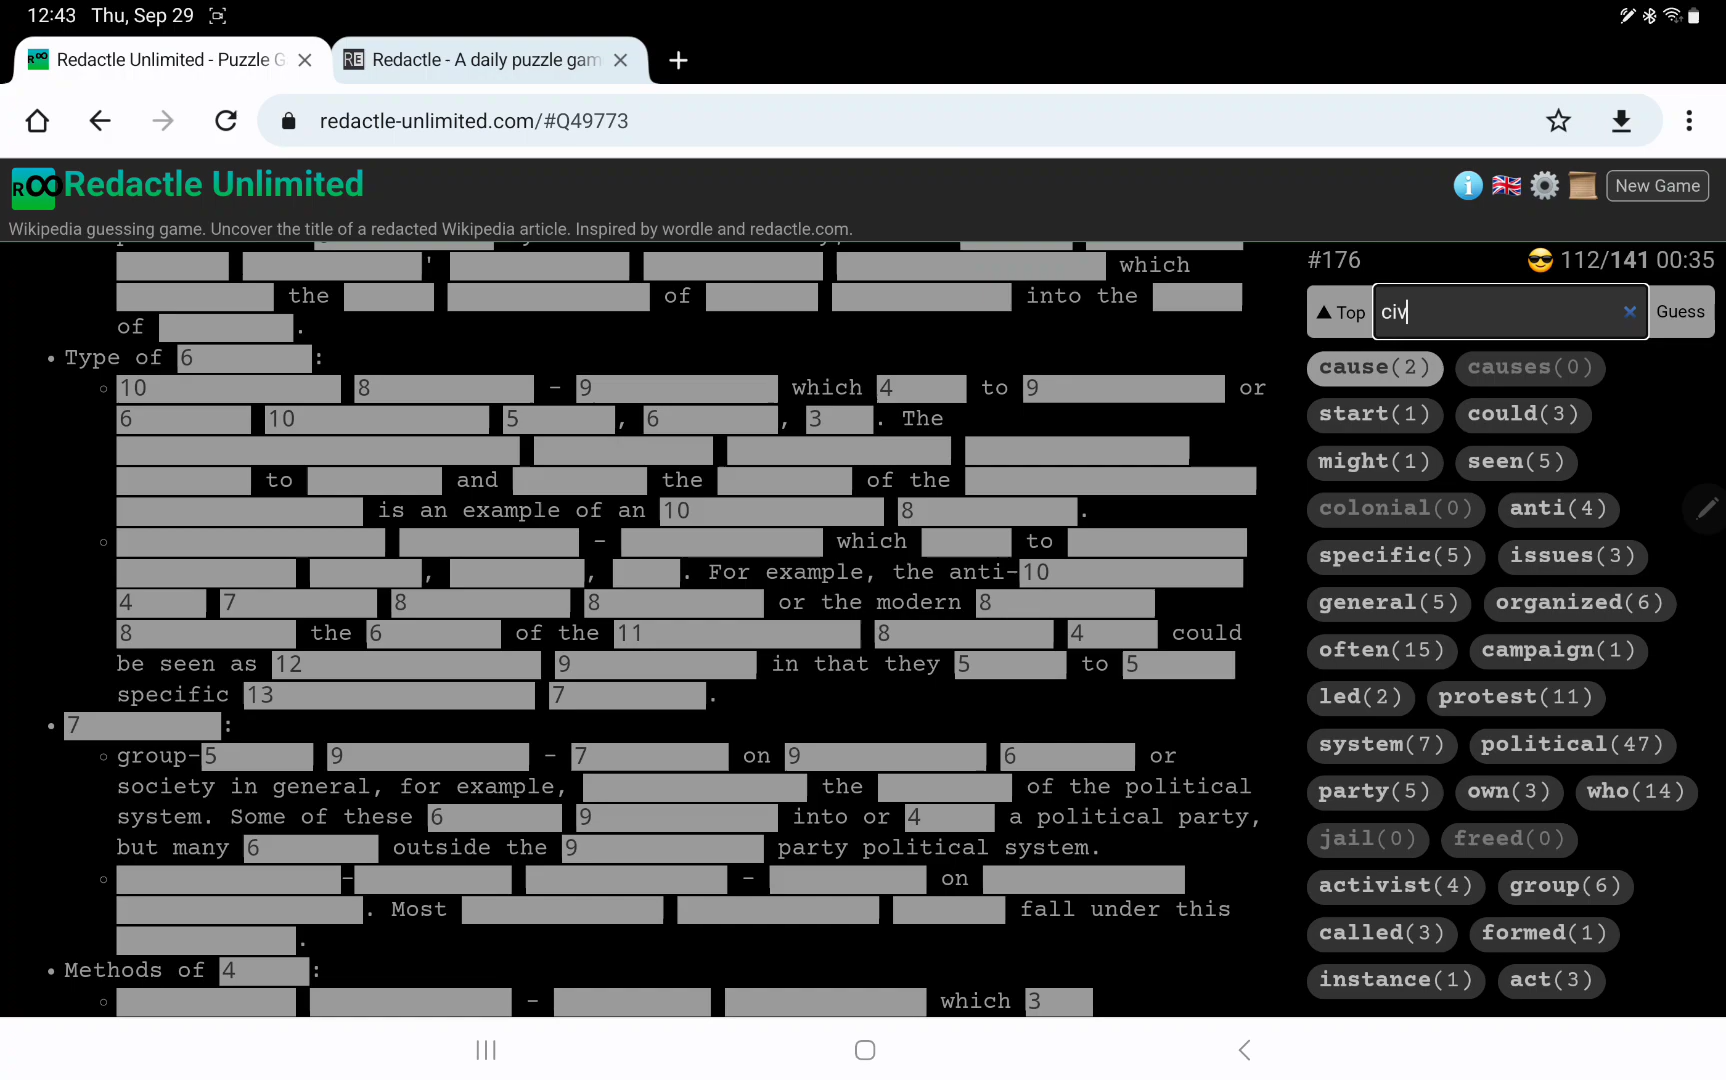 12:43 Thu, Sep 29
Redactle Unlimited - Puzzle G
RE Redactle - A daily puzzle gam
redactle-unlimited.com/#Q49773
R∞ Redactle Unlimited
New Game
Wikipedia guessing game. Uncover the title of a redacted Wikipedia article. Inspired by wordle and redactle.com.
#176 112/141 00:35
▲ Top civ × Guess
' which
the of into the
of .
• Type of 6 :
10 8 - 9 which 4 to 9 or
6 10 5 , 6 , 3 . The
to and the of the
is an example of an 10 8 .
- which to
, , . For example, the anti-10
4 7 8 8 or the modern 8
8 the 6 of the 11 8 4 could
be seen as 12 9 in that they 5 to 5
specific 13 7 .
• 7 :
group-5 9 - 7 on 9 6 or
society in general, for example, the of the political
system. Some of these 6 9 into or 4 a political party,
but many 6 outside the 9 party political system.
- - on
. Most fall under this
.
• Methods of 4 :
- which 3
cause(2) causes(0)
start(1) could(3)
might(1) seen(5)
colonial(0) anti(4)
specific(5) issues(3)
general(5) organized(6)
often(15) campaign(1)
led(2) protest(11)
system(7) political(47)
party(5) own(3) who(14)
jail(0) freed(0)
activist(4) group(6)
called(3) formed(1)
instance(1) act(3)